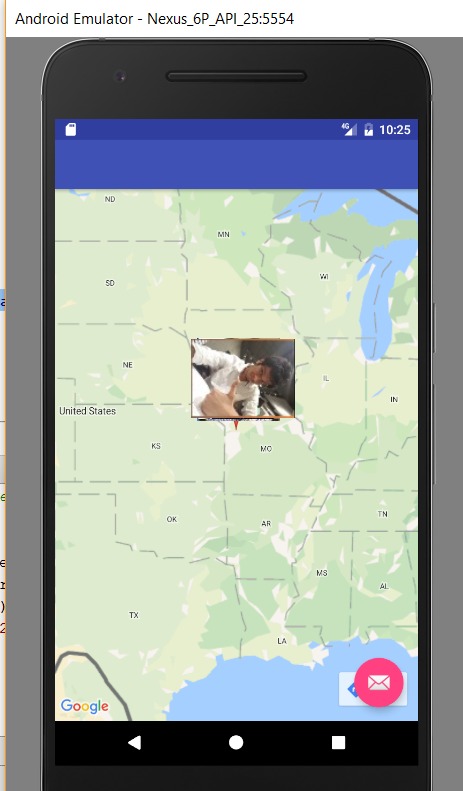 Android Emulator - Nexus_6P_API_25:5554
4G 10:25
ND
MN
SD
WI
NE
IL
IN
United States
KS
MO
OK
AR
TN
MS
AL
TX
LA
Google